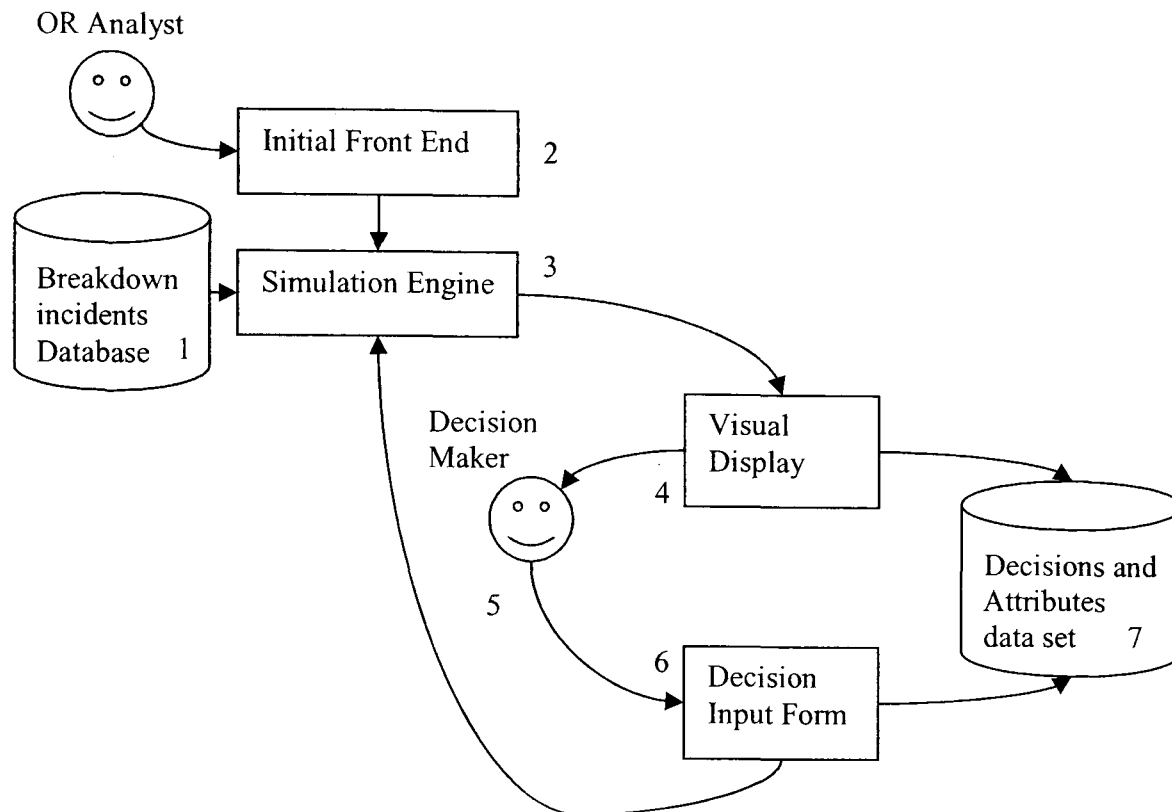 OR Analyst
Initial Front End
2
Breakdown
incidents
Database 1
Simulation Engine
3
Decision
Maker
Visual
Display
4
5
Decisions and
Attributes
data set 7
6
Decision
Input Form